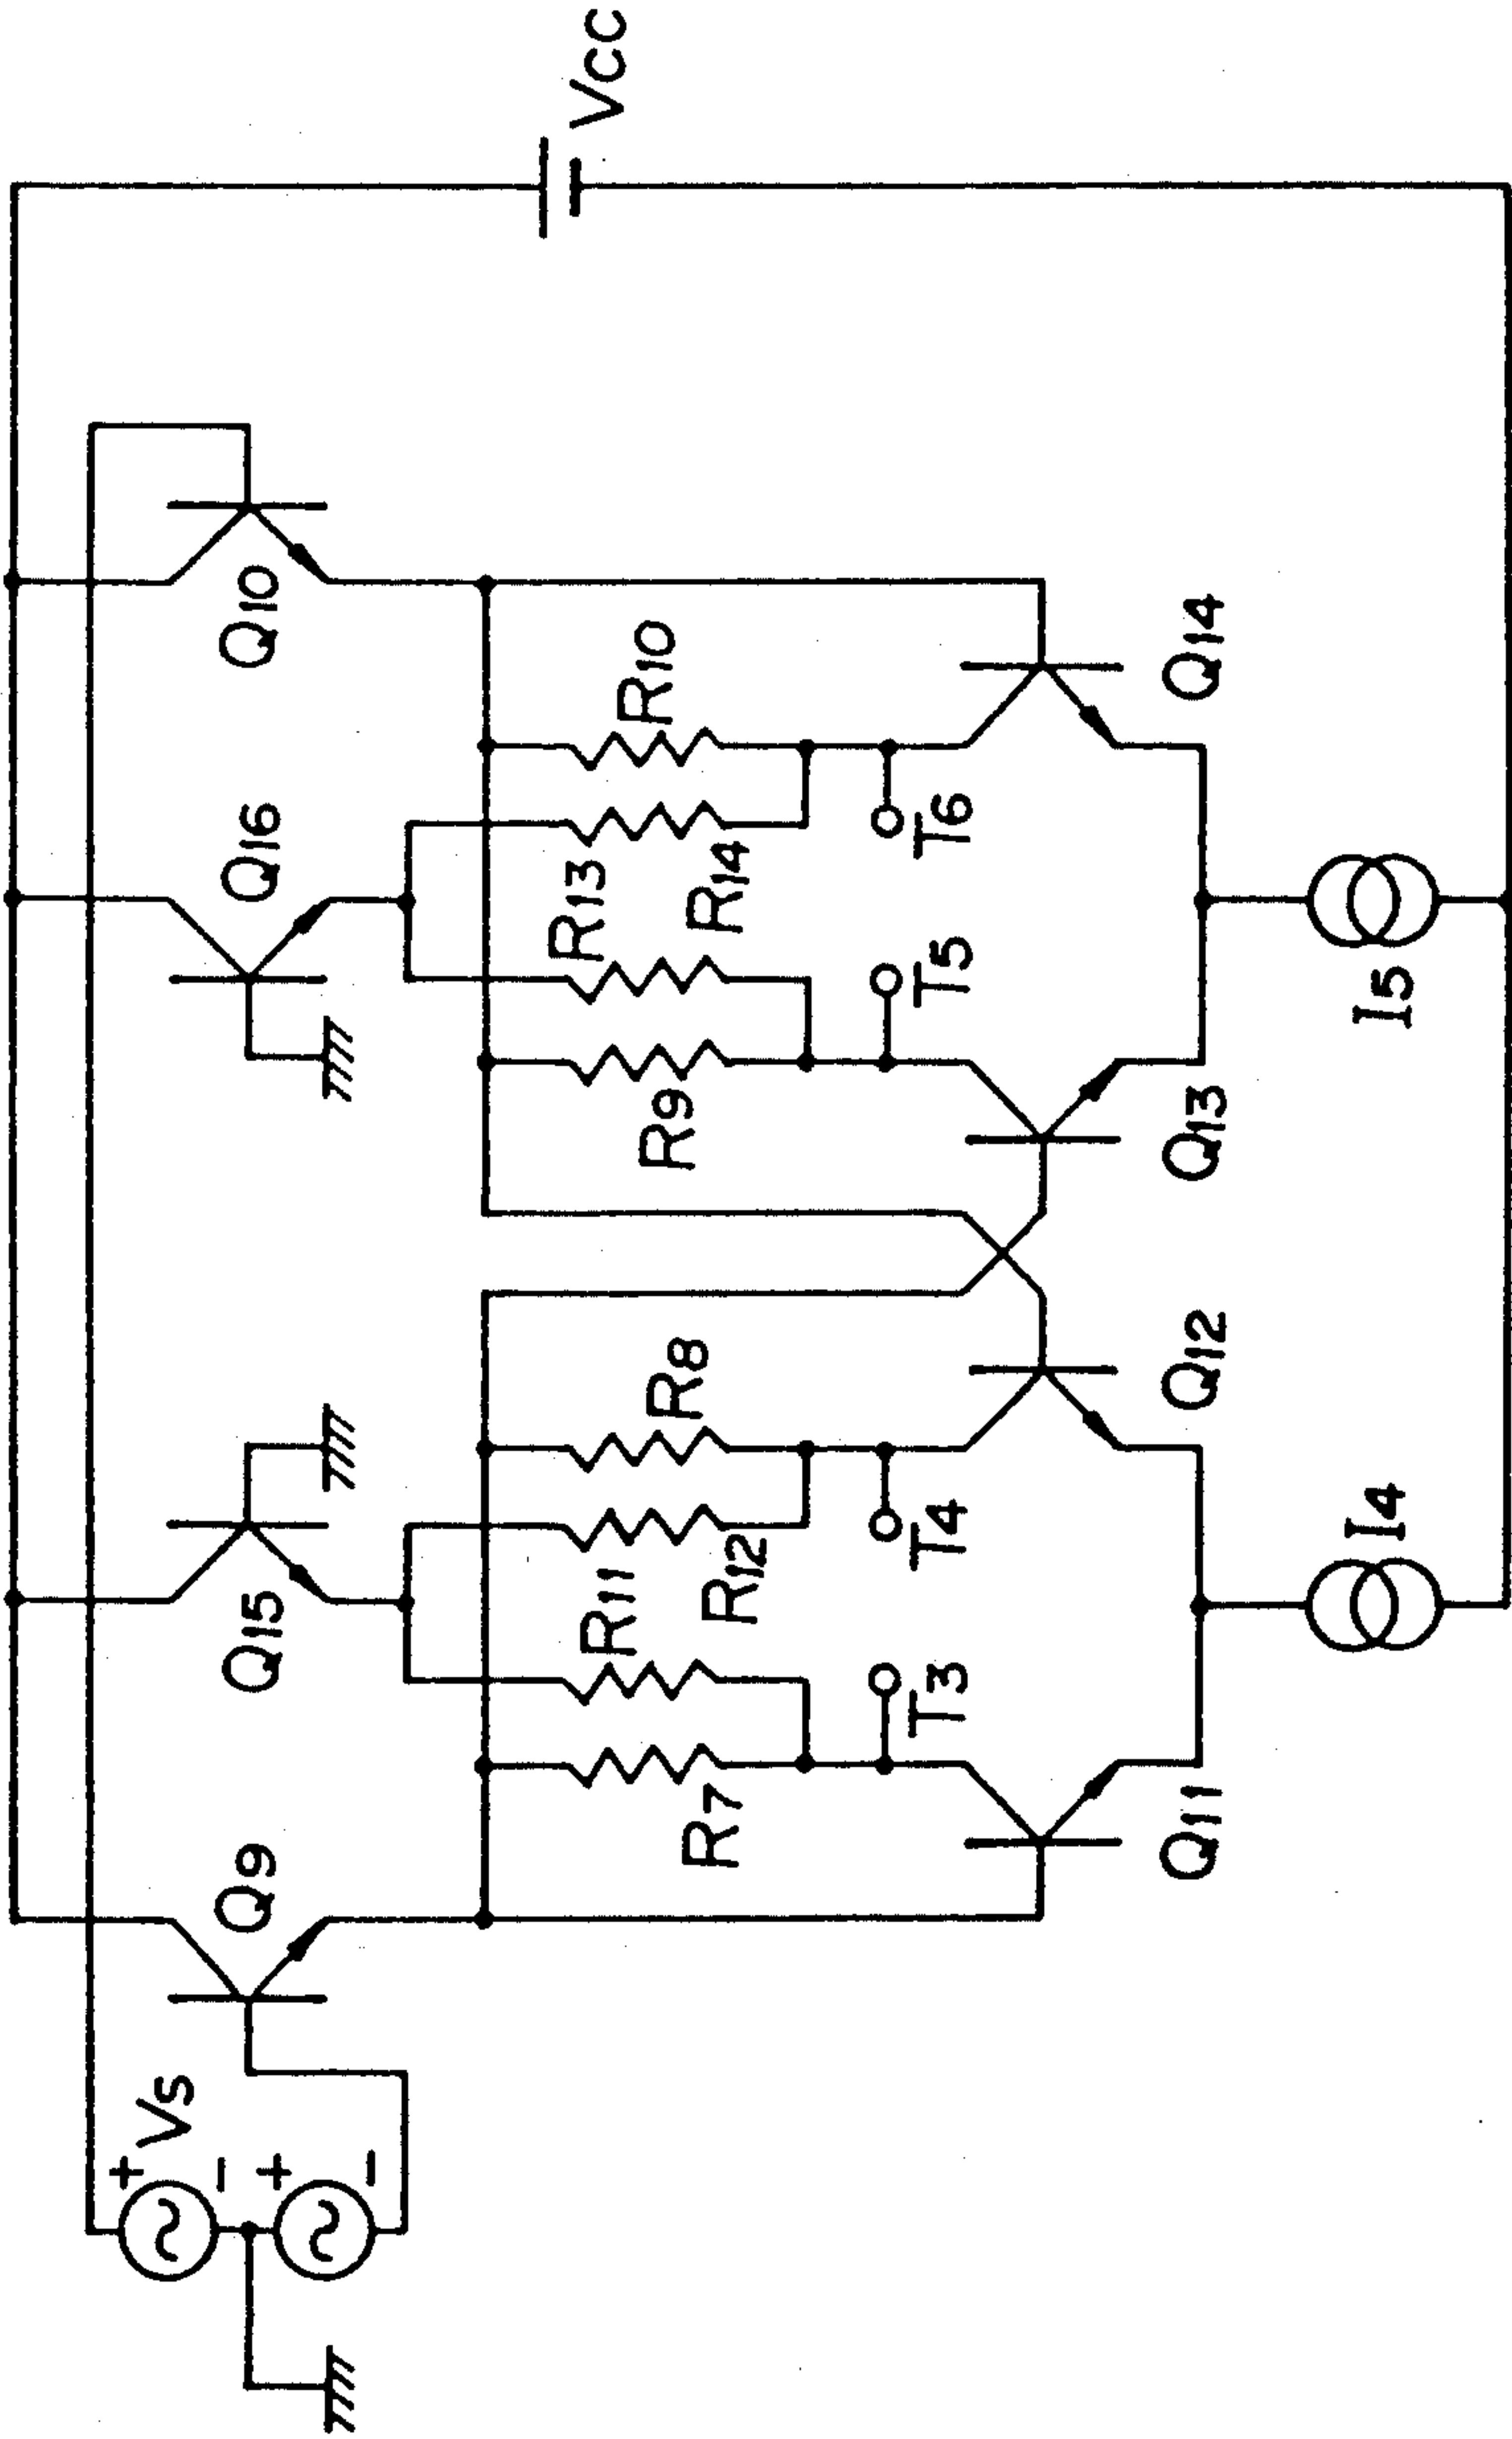 + Vs
−
+
−
Q9
Q15
Q16
Q10
Vcc
R7
R11
R12
R8
R9
R13
R14
R10
T3
T4
T5
T6
Q11
Q12
Q13
Q14
I4
I5